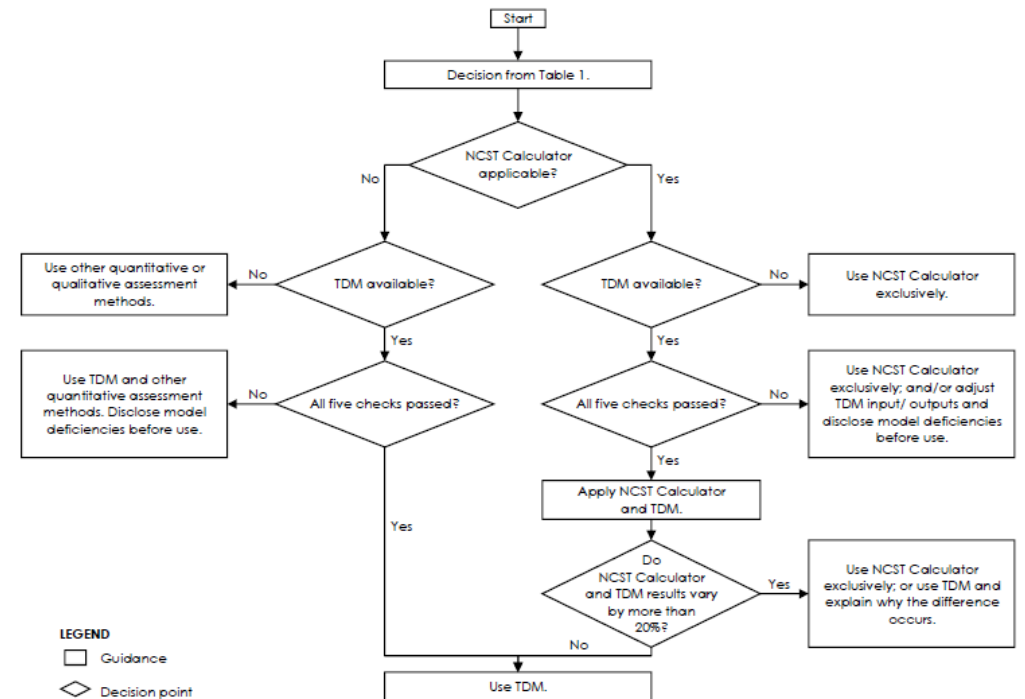 Start
Decision from Table 1.
NCST Calculator
applicable?
No
Yes
Use other quantitative or
qualitative assessment
methods.
No
TDM available?
TDM available?
No
Use NCST Calculator
exclusively.
Yes
Yes
Use TDM and other
quantitative assessment
methods. Disclose model
deficiencies before use.
No
All five checks passed?
All five checks passed?
No
Use NCST Calculator
exclusively; and/or adjust
TDM input/ outputs and
disclose model deficiencies
before use.
Yes
Apply NCST Calculator
and TDM.
Yes
Do
NCST Calculator
and TDM results vary
by more than
20%?
Yes
Use NCST Calculator
exclusively; or use TDM and
explain why the difference
occurs.
No
LEGEND
Guidance
Decision point
Use TDM.